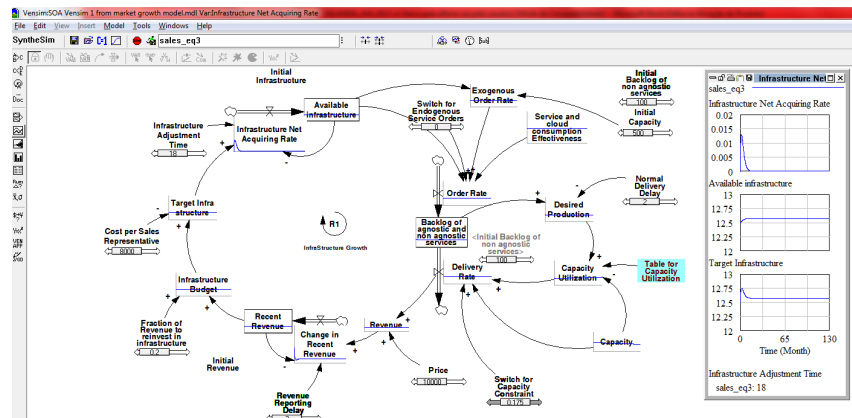 Vensim:SOA Vensim 1 from market growth model.mdl Var:Infrastructure Net Acquiring Rate
File Edit View Insert Model Tools Windows Help
SyntheSim
sales_eq3
Initial
Infrastructure
Available
infrastructure
Infrastructure
Adjustment
Time
18
Infrastructure Net
Acquiring Rate
Switch for
Endogenous
Service Orders
0
Exogenous
Order Rate
Initial
Backlog of
non agnostic
services
100
Initial
Capacity
500
Service and
cloud
consumption
Effectiveness
Target Infra
structure
Cost per Sales
Representative
8000
R1
InfraStructure Growth
Order Rate
Backlog of
agnostic and non
agnostic services
<Initial Backlog of
non agnostic
services>
100
Desired
Production
Normal
Delivery
Delay
2
Delivery
Rate
Capacity
Utilization
Table for
Capacity
Utilization
Infrastructure
Budget
Fraction of
Revenue to
reinvest in
infrastructure
0.2
Recent
Revenue
Initial
Revenue
Change in
Recent
Revenue
Revenue
Reporting
Delay
Revenue
Price
10000
Switch for
Capacity
Constraint
0.175
Capacity
Infrastructure Net
sales_eq3
Infrastructure Net Acquiring Rate
0.02
0.015
0.01
0.005
0
Available infrastructure
13
12.75
12.5
12.25
12
Target Infrastructure
13
12.75
12.5
12.25
12
0 65 130
Time (Month)
Infrastructure Adjustment Time
sales_eq3: 18